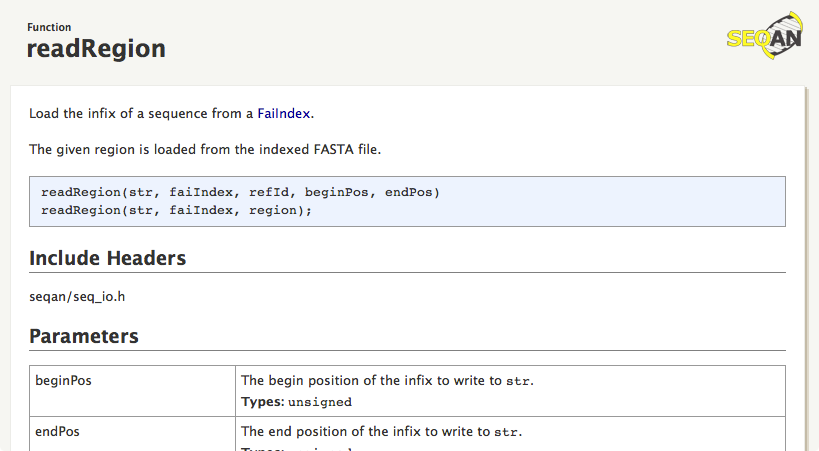 Function
readRegion
SEQAN
Load the infix of a sequence from a FaiIndex.
The given region is loaded from the indexed FASTA file.
readRegion(str, faiIndex, refId, beginPos, endPos)
readRegion(str, faiIndex, region);
Include Headers
seqan/seq_io.h
Parameters
beginPos
The begin position of the infix to write to str.
Types: unsigned
endPos
The end position of the infix to write to str.